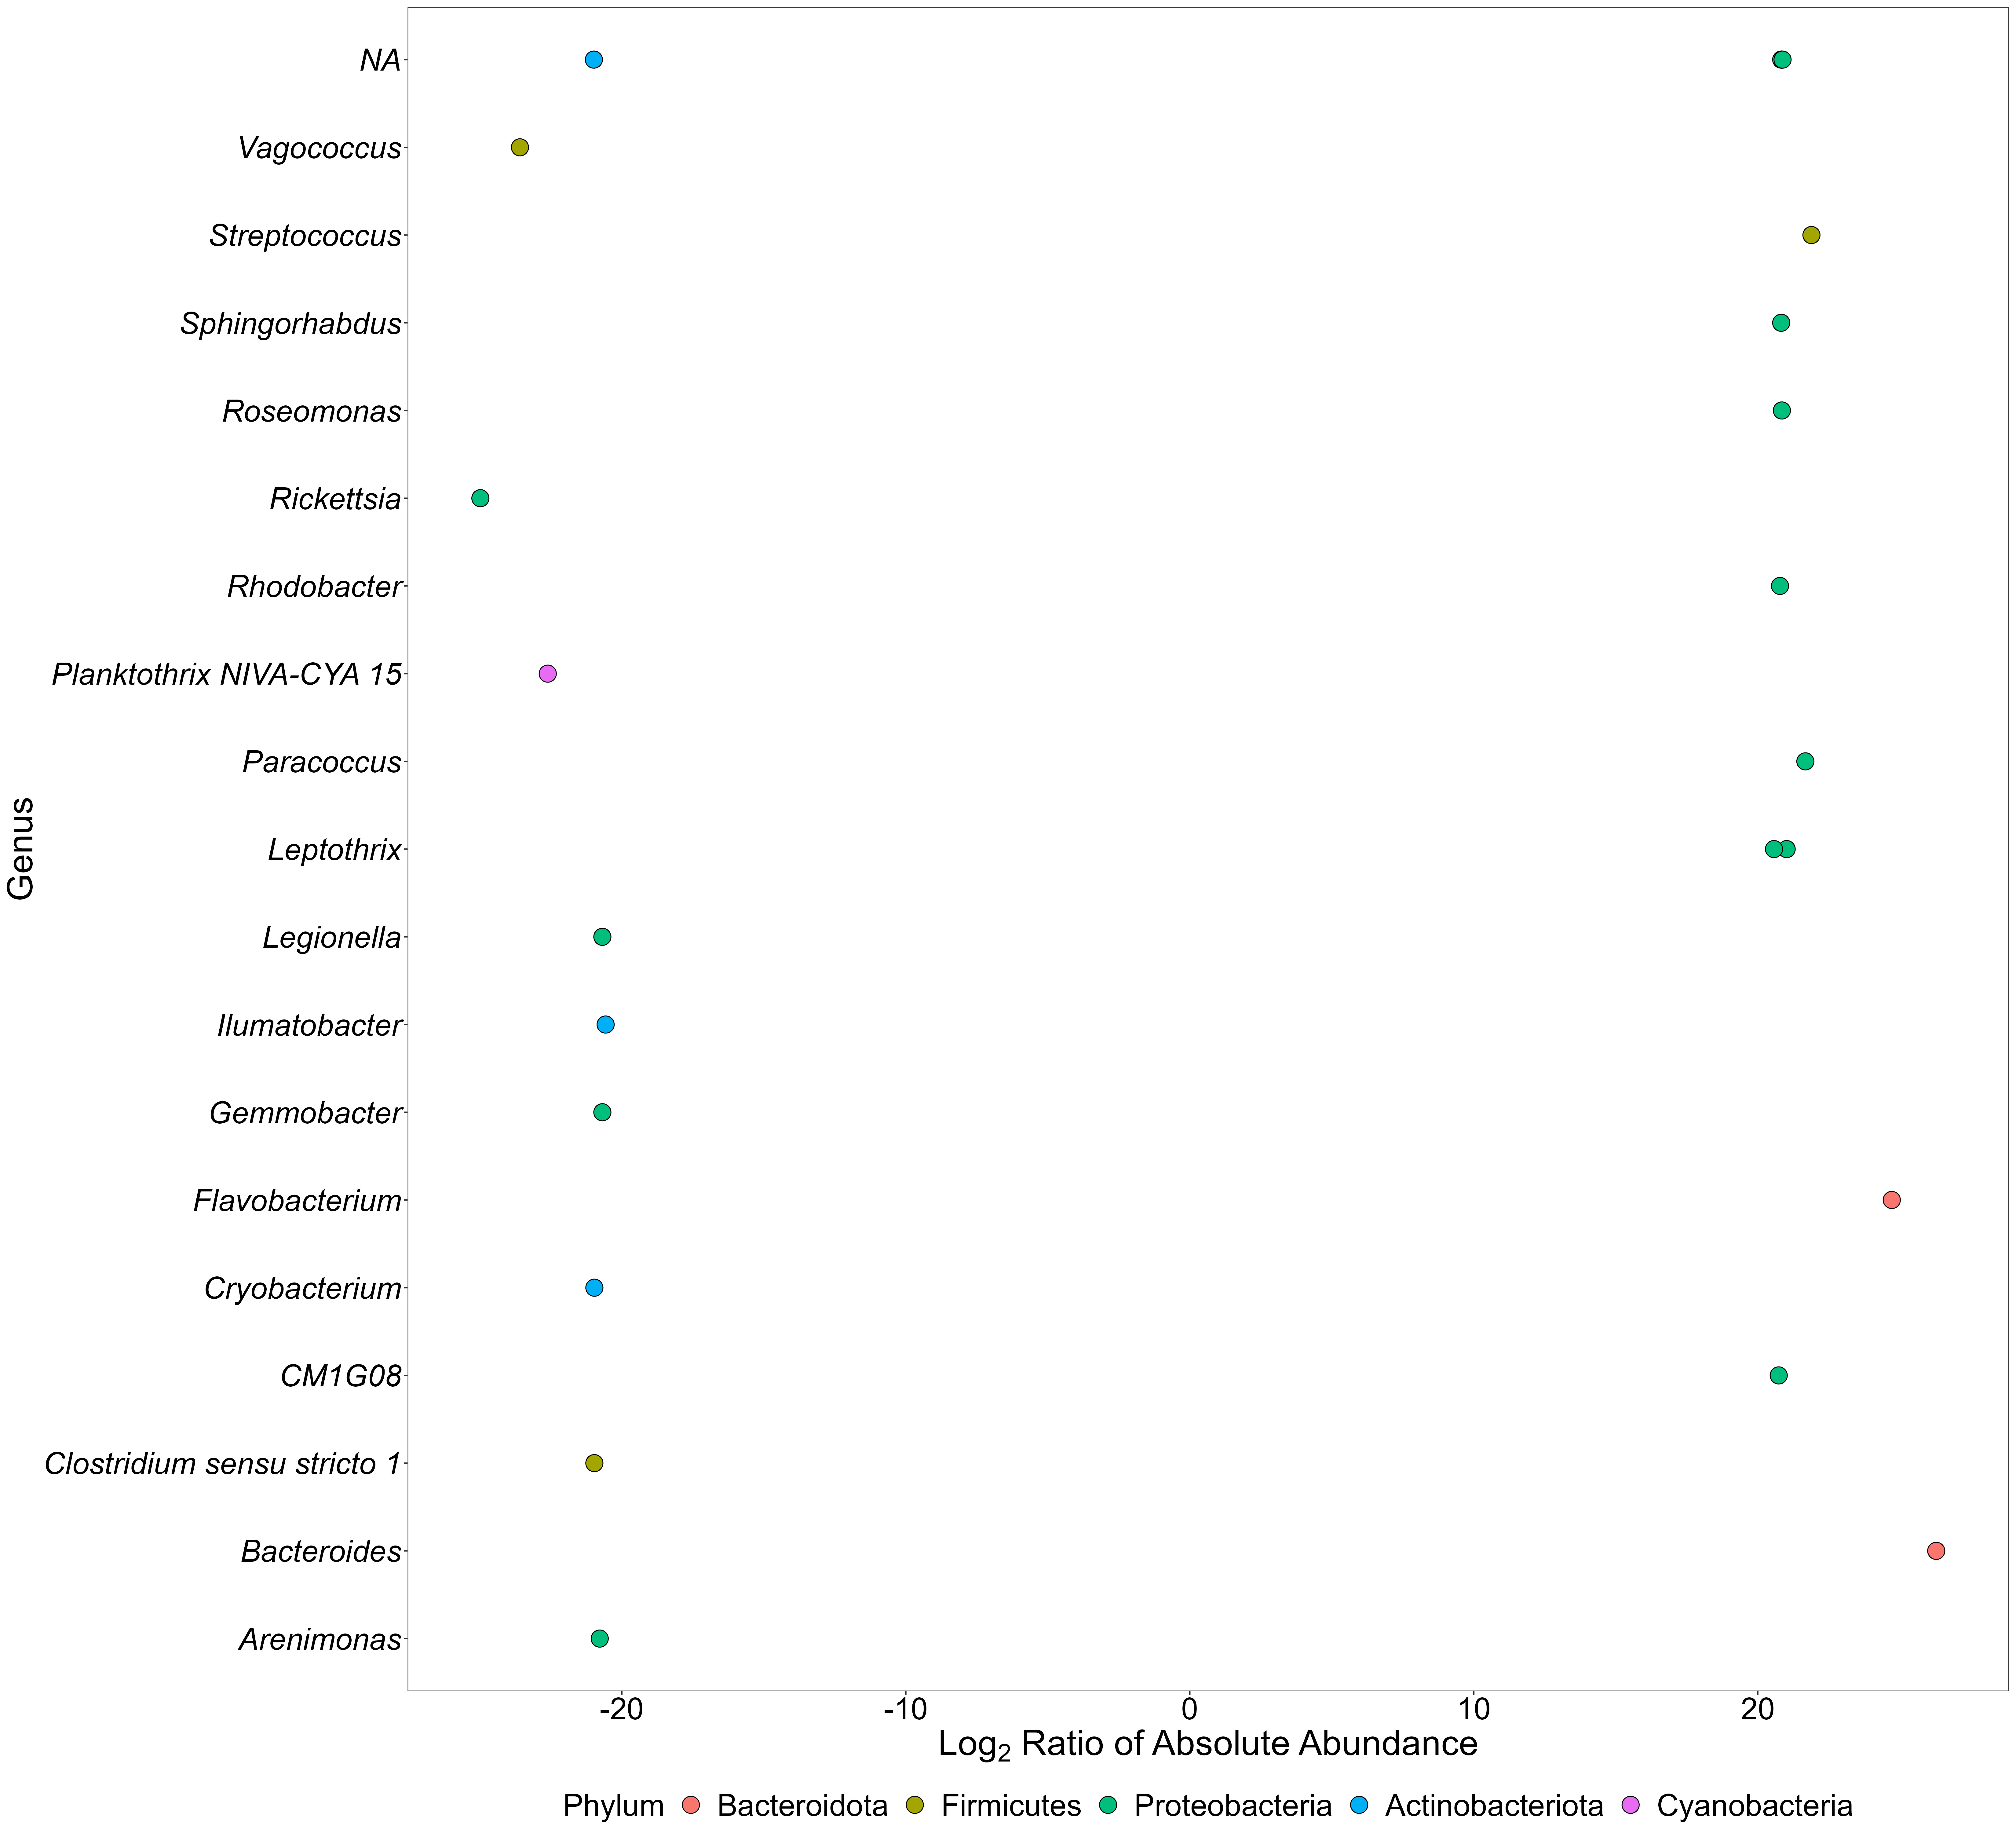 NA
Vagococcus
Streptococcus
Sphingorhabdus
Roseomonas
Rickettsia
Rhodobacter
Planktothrix NIVA-CYA 15
Paracoccus
Leptothrix
Legionella
Ilumatobacter
Gemmobacter
Flavobacterium
Cryobacterium
CM1G08
Clostridium sensu stricto 1
Bacteroides
Arenimonas
Genus
-20 -10 0 10 20
Log₂ Ratio of Absolute Abundance
Phylum Bacteroidota Firmicutes Proteobacteria Actinobacteriota Cyanobacteria